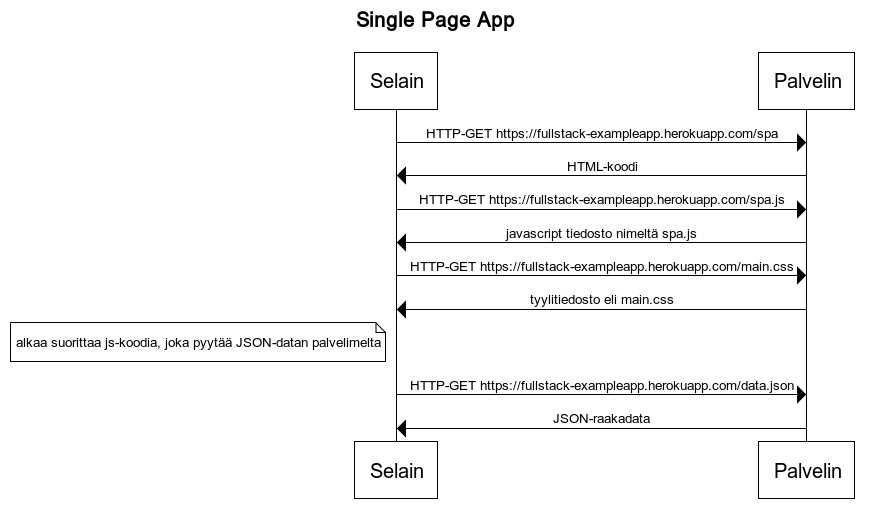 Single Page App
Selain
Palvelin
HTTP-GET https://fullstack-exampleapp.herokuapp.com/spa
HTML-koodi
HTTP-GET https://fullstack-exampleapp.herokuapp.com/spa.js
javascript tiedosto nimeltä spa.js
HTTP-GET https://fullstack-exampleapp.herokuapp.com/main.css
tyylitiedosto eli main.css
alkaa suorittaa js-koodia, joka pyytää JSON-datan palvelimelta
HTTP-GET https://fullstack-exampleapp.herokuapp.com/data.json
JSON-raakadata
Selain
Palvelin